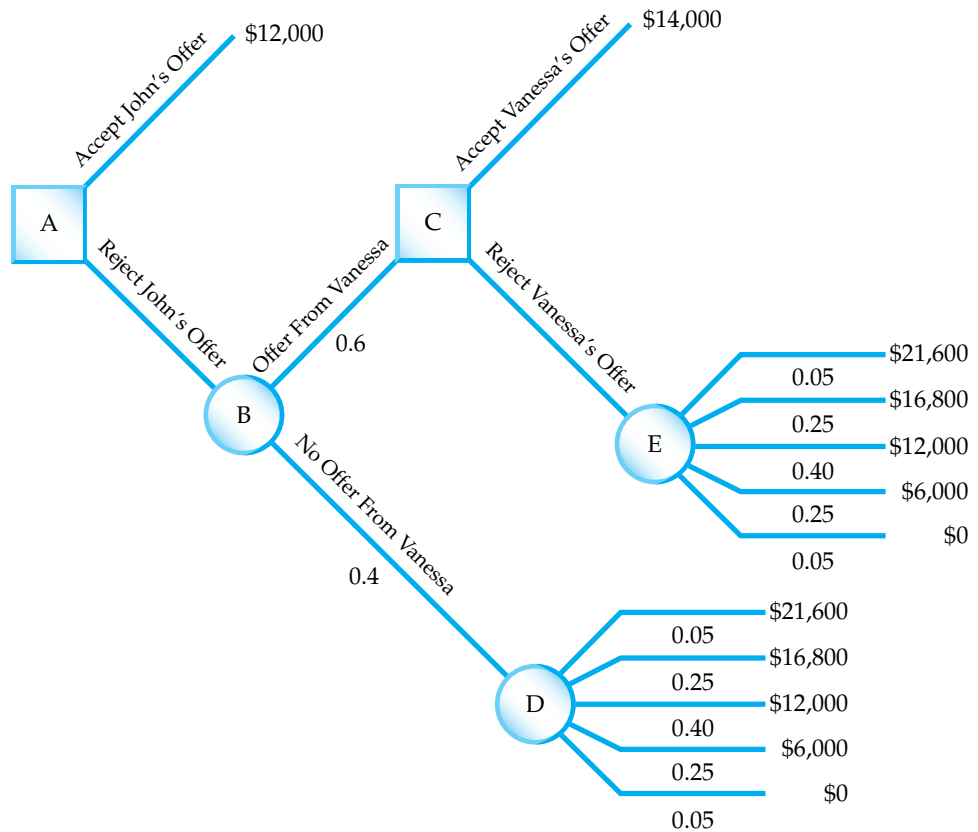 Accept John's Offer
$12,000
Accept Vanessa's Offer
$14,000
A
C
Reject John's Offer
Offer From Vanessa
0.6
Reject Vanessa's Offer
B
E
$21,600
0.05
$16,800
0.25
$12,000
0.40
$6,000
0.25
$0
0.05
No Offer From Vanessa
0.4
D
$21,600
0.05
$16,800
0.25
$12,000
0.40
$6,000
0.25
$0
0.05